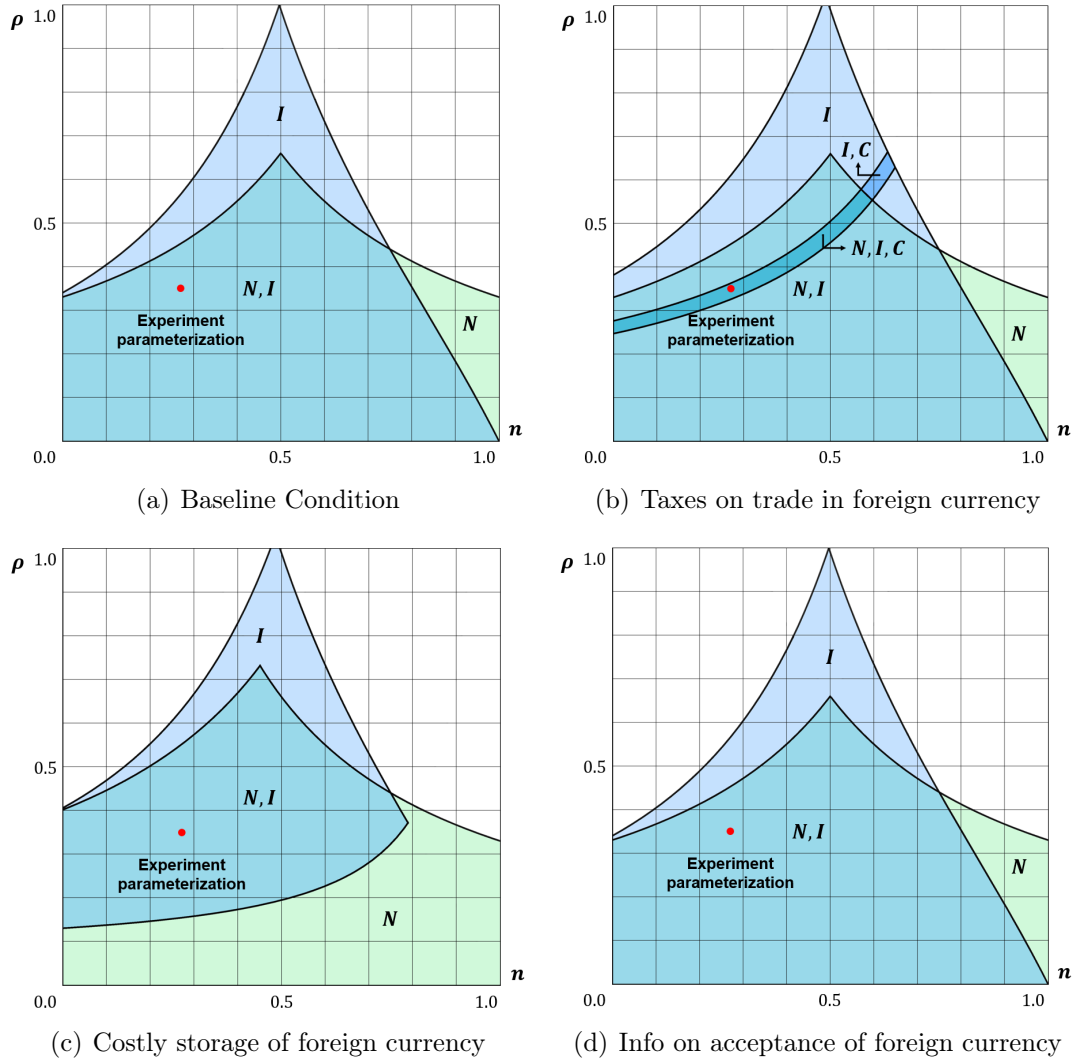 ρ
1.0
I
0.5
N, I
Experiment
parameterization
N
n
0.0
0.5
1.0
(a) Baseline Condition
ρ
1.0
I
I, C
0.5
N, I, C
N, I
Experiment
parameterization
N
n
0.0
0.5
1.0
(b) Taxes on trade in foreign currency
ρ
1.0
I
0.5
N, I
Experiment
parameterization
N
n
0.0
0.5
1.0
(c) Costly storage of foreign currency
ρ
1.0
I
0.5
N, I
Experiment
parameterization
N
n
0.0
0.5
1.0
(d) Info on acceptance of foreign currency